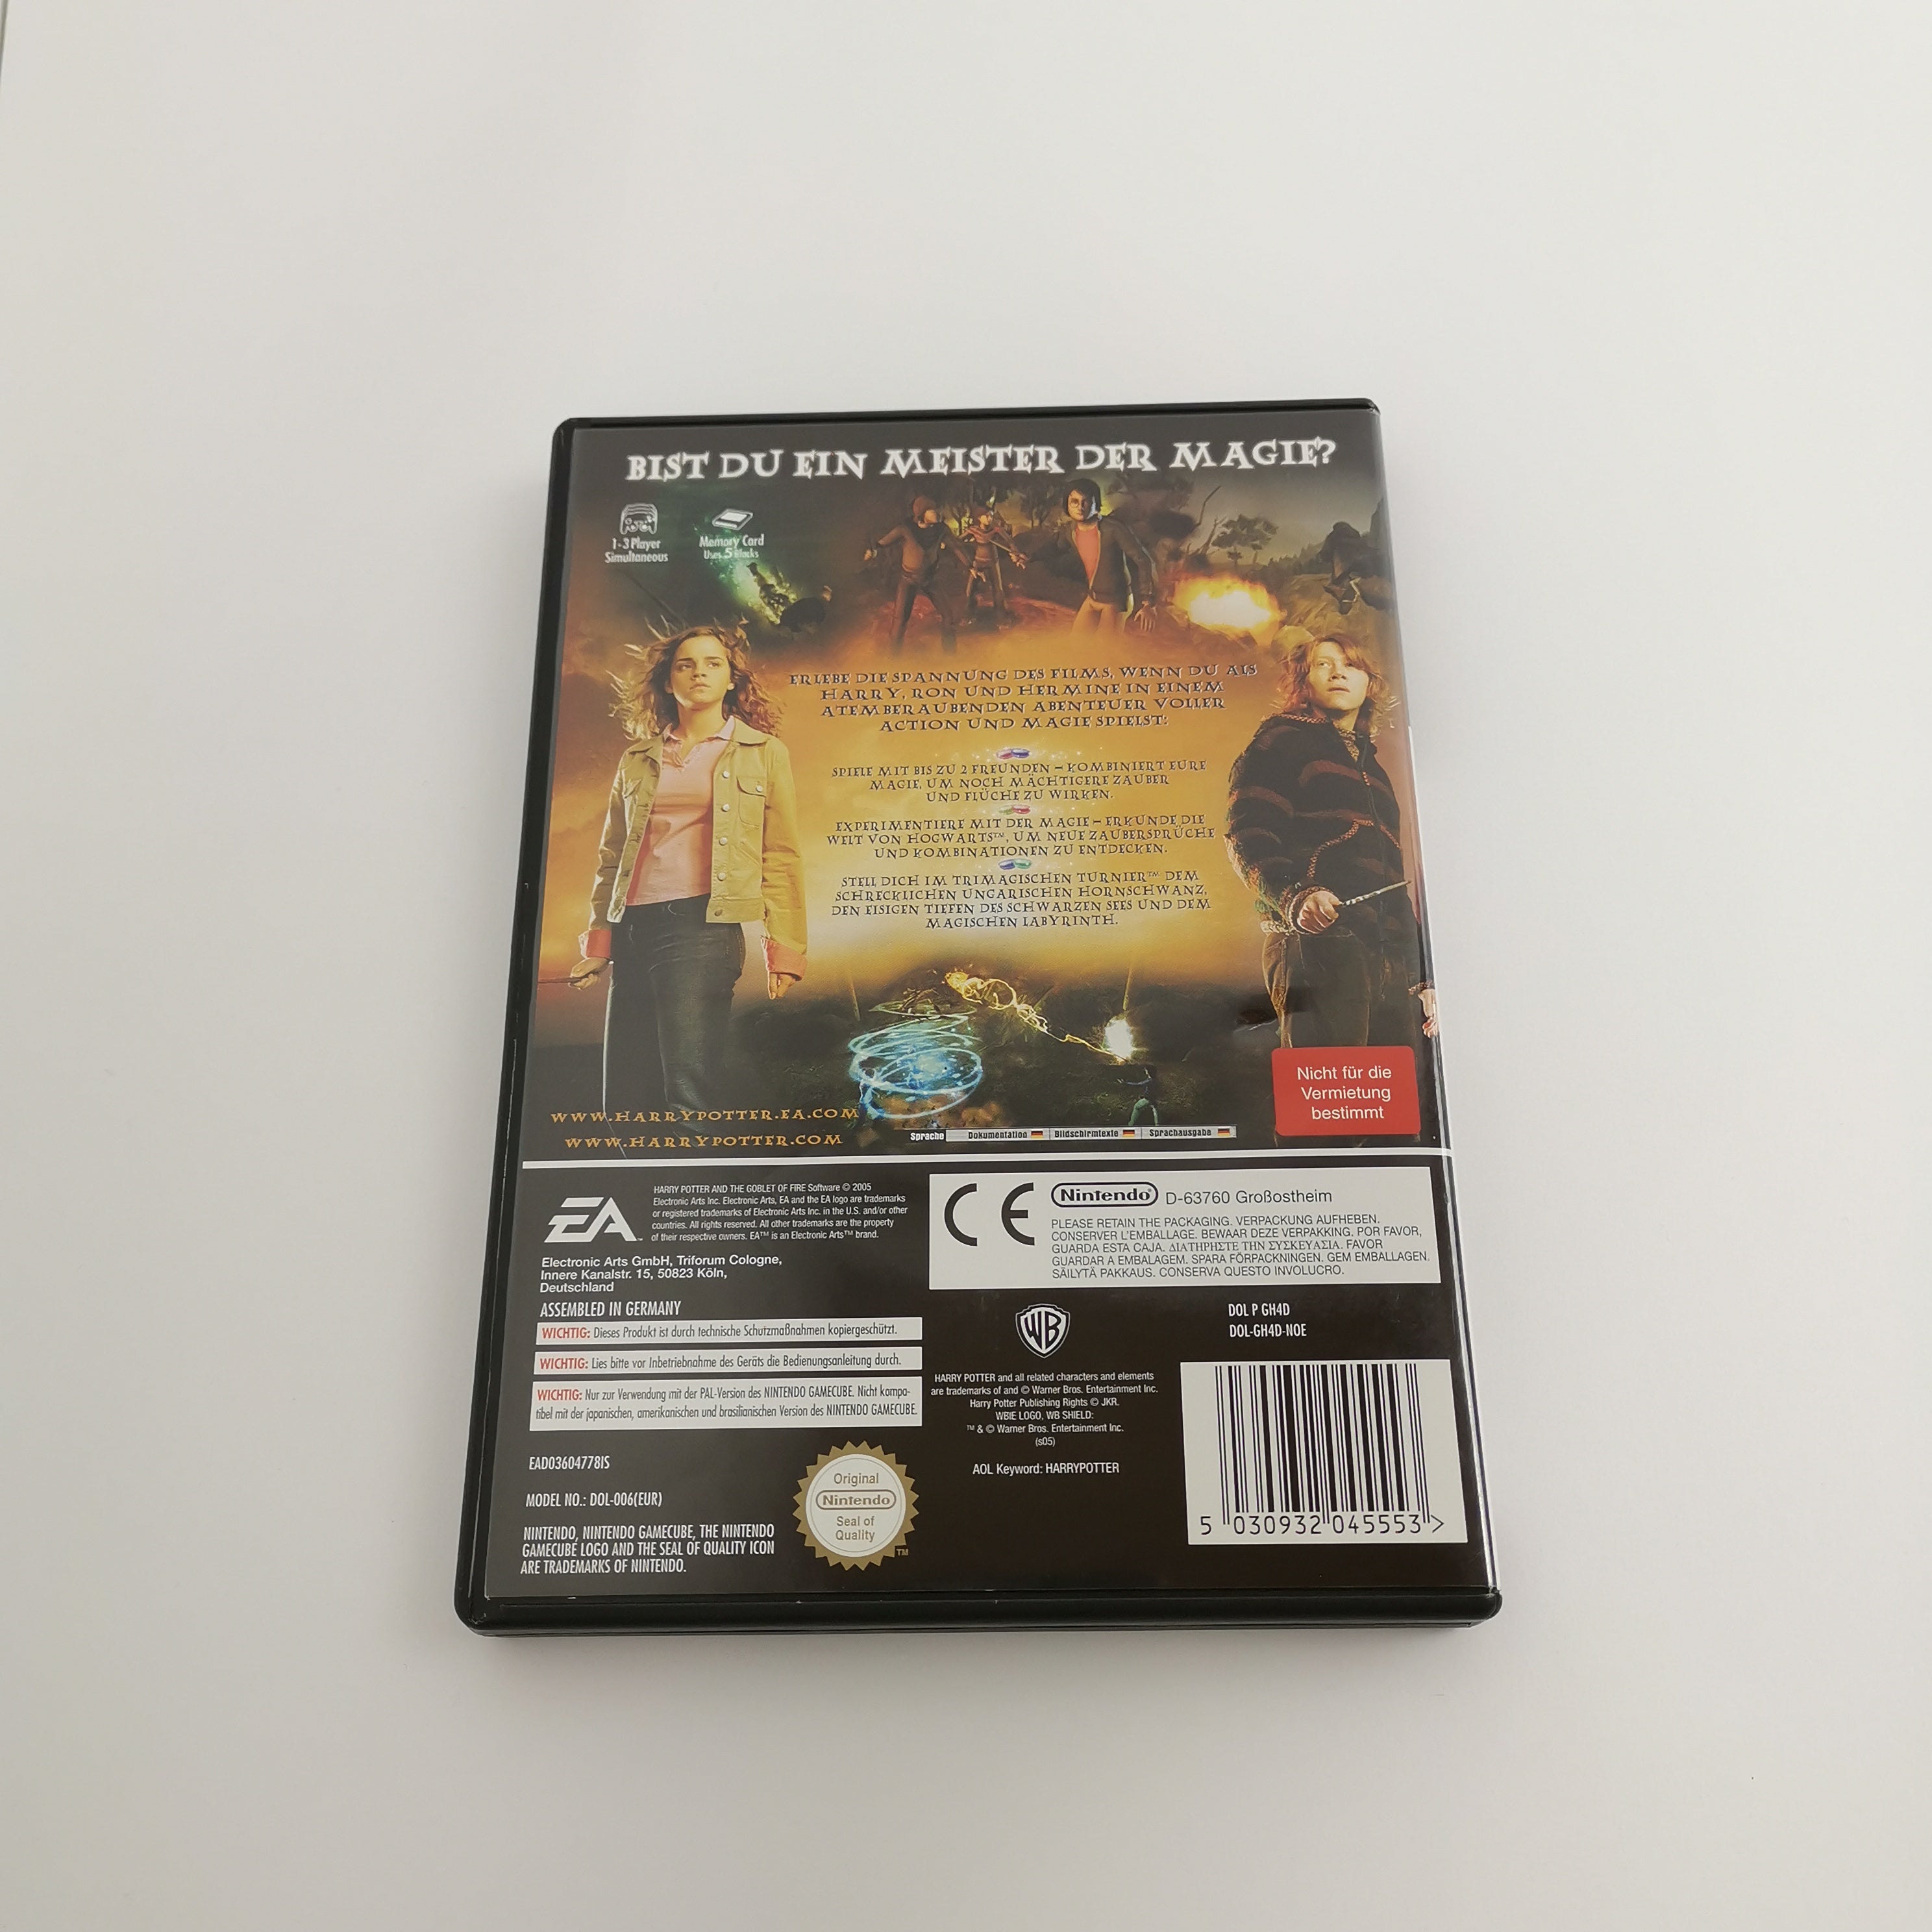 BIST DU EIN MEISTER DER MAGIE?
1-3 Player
Simultaneous
Memory Card
Uses 5 Blocks
ERLEBE DIE SPANNUNG DES FILMS, WENN DU ALS
HARRY, RON UND HERMINE IN EINEM
ATEMBERAUBENDEN ABENTEUER VOLLER
ACTION UND MAGIE SPIELST!
SPIELE MIT BIS ZU 2 FREUNDEN – KOMBINIERT EURE
MAGIE, UM NOCH MÄCHTIGERE ZAUBER
UND FLÜCHE ZU WIRKEN.
EXPERIMENTIERE MIT DER MAGIE – ERKUNDE DIE
WELT VON HOGWARTS™, UM NEUE ZAUBERSPRÜCHE
UND KOMBINATIONEN ZU ENTDECKEN.
STELL DICH IM TRIMAGISCHEN TURNIER™ DEM
SCHRECKLICHEN UNGARISCHEN HORNSCHWANZ,
DEN EISIGEN TIEFEN DES SCHWARZEN SEES UND DEM
MAGISCHEN LABYRINTH.
Nicht für die
Vermietung
bestimmt
WWW.HARRYPOTTER.EA.COM
WWW.HARRYPOTTER.COM
Sprache Dokumentation Bildschirmtexte Sprachausgabe
EA
HARRY POTTER AND THE GOBLET OF FIRE Software © 2005
Electronic Arts Inc. Electronic Arts, EA and the EA logo are trademarks
or registered trademarks of Electronic Arts Inc. in the U.S. and/or other
countries. All rights reserved. All other trademarks are the property
of their respective owners. EA™ is an Electronic Arts™ brand.
Electronic Arts GmbH, Triforum Cologne,
Innere Kanalstr. 15, 50823 Köln,
Deutschland
ASSEMBLED IN GERMANY
WICHTIG: Dieses Produkt ist durch technische Schutzmaßnahmen kopiergeschützt.
WICHTIG: Lies bitte vor Inbetriebnahme des Geräts die Bedienungsanleitung durch.
WICHTIG: Nur zur Verwendung mit der PAL-Version des NINTENDO GAMECUBE. Nicht kompa-
tibel mit der japanischen, amerikanischen und brasilianischen Version des NINTENDO GAMECUBE.
EAD03604778IS
MODEL NO.: DOL-006(EUR)
NINTENDO, NINTENDO GAMECUBE, THE NINTENDO
GAMECUBE LOGO AND THE SEAL OF QUALITY ICON
ARE TRADEMARKS OF NINTENDO.
Original
Nintendo
Seal of
Quality
TM
CE
Nintendo D-63760 Großostheim
PLEASE RETAIN THE PACKAGING. VERPACKUNG AUFHEBEN.
CONSERVER L'EMBALLAGE. BEWAAR DEZE VERPAKKING. POR FAVOR,
GUARDA ESTA CAJA. ΔΙΑΤΗΡΗΣΤΕ ΤΗΝ ΣΥΣΚΕΥΑΣΙΑ. FAVOR
GUARDAR A EMBALAGEM. SPARA FÖRPACKNINGEN. GEM EMBALLAGEN.
SÄILYTÄ PAKKAUS. CONSERVA QUESTO INVOLUCRO.
WB
HARRY POTTER and all related characters and elements
are trademarks of and © Warner Bros. Entertainment Inc.
Harry Potter Publishing Rights © JKR.
WBIE LOGO, WB SHIELD:
™ & © Warner Bros. Entertainment Inc.
(s05)
AOL Keyword: HARRYPOTTER
DOL P GH4D
DOL-GH4D-NOE
5 030932 045553 >